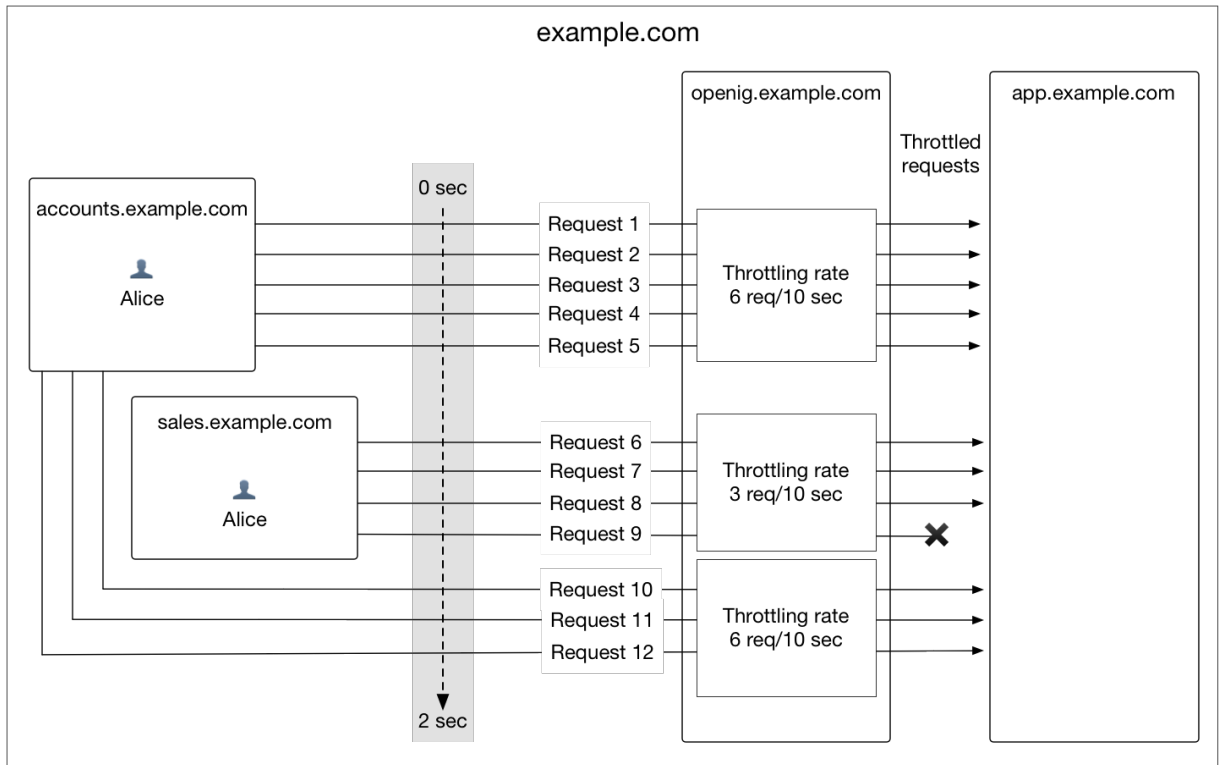 example.com
openig.example.com
app.example.com
Throttled
requests
0 sec
accounts.example.com
Alice
Request 1
Request 2
Request 3
Request 4
Request 5
Throttling rate
6 req/10 sec
sales.example.com
Alice
Request 6
Request 7
Request 8
Request 9
Throttling rate
3 req/10 sec
Request 10
Request 11
Request 12
Throttling rate
6 req/10 sec
2 sec